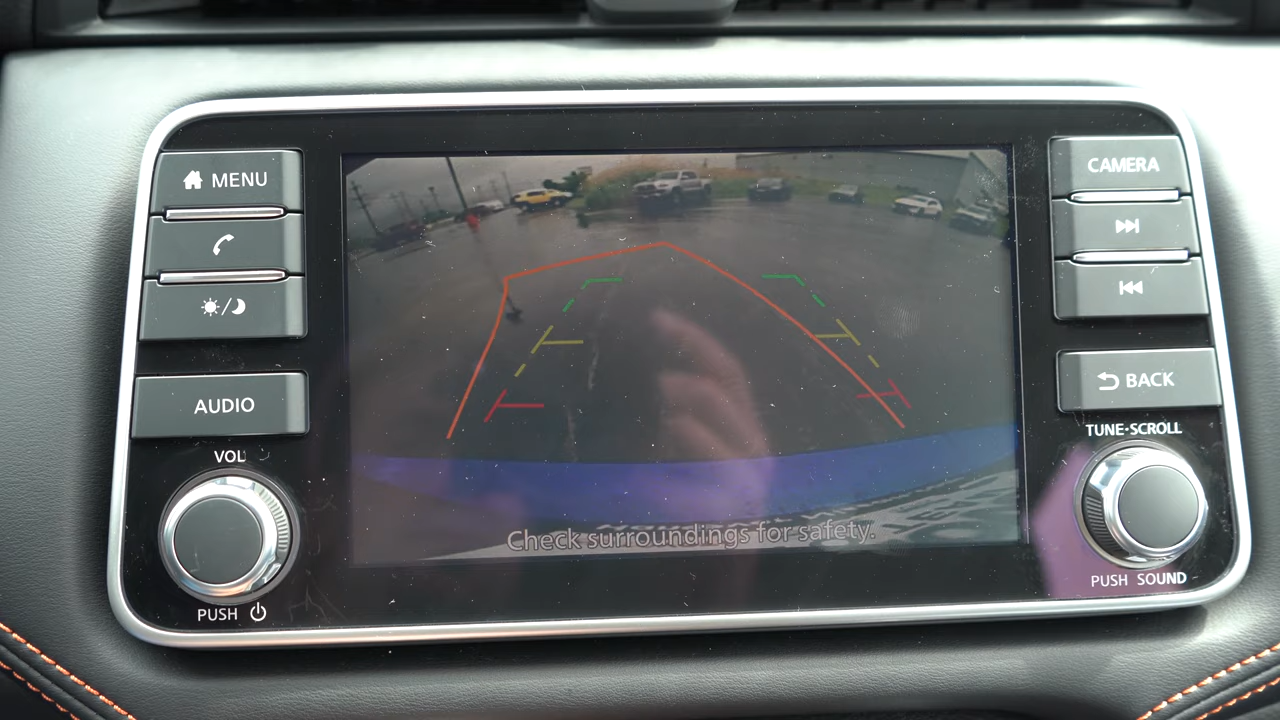 MENU
AUDIO
VOL
PUSH
CAMERA
BACK
TUNE·SCROLL
PUSH SOUND
Check surroundings for safety.